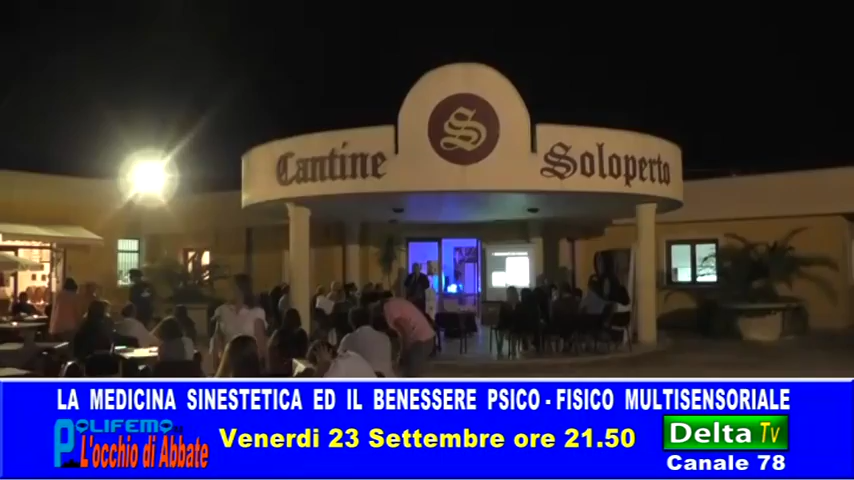 S
Cantine Soloperto
LA MEDICINA SINESTETICA ED IL BENESSERE PSICO - FISICO MULTISENSORIALE
POLIFEMO
L'occhio di Abbate
Venerdi 23 Settembre ore 21.50
Delta Tv
Canale 78